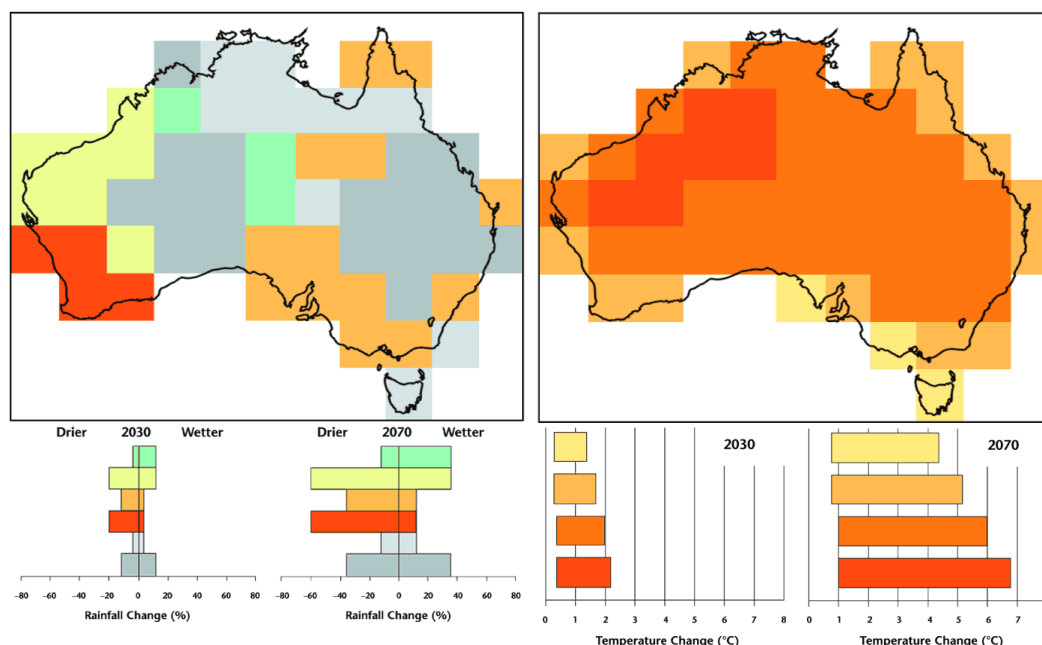 Drier 2030 Wetter
Drier 2070 Wetter
-80 -60 -40 -20 0 20 40 60 80
Rainfall Change (%)
-80 -60 -40 -20 0 20 40 60 80
Rainfall Change (%)
2030
0 1 2 3 4 5 6 7 8
Temperature Change (°C)
2070
0 1 2 3 4 5 6 7
Temperature Change (°C)